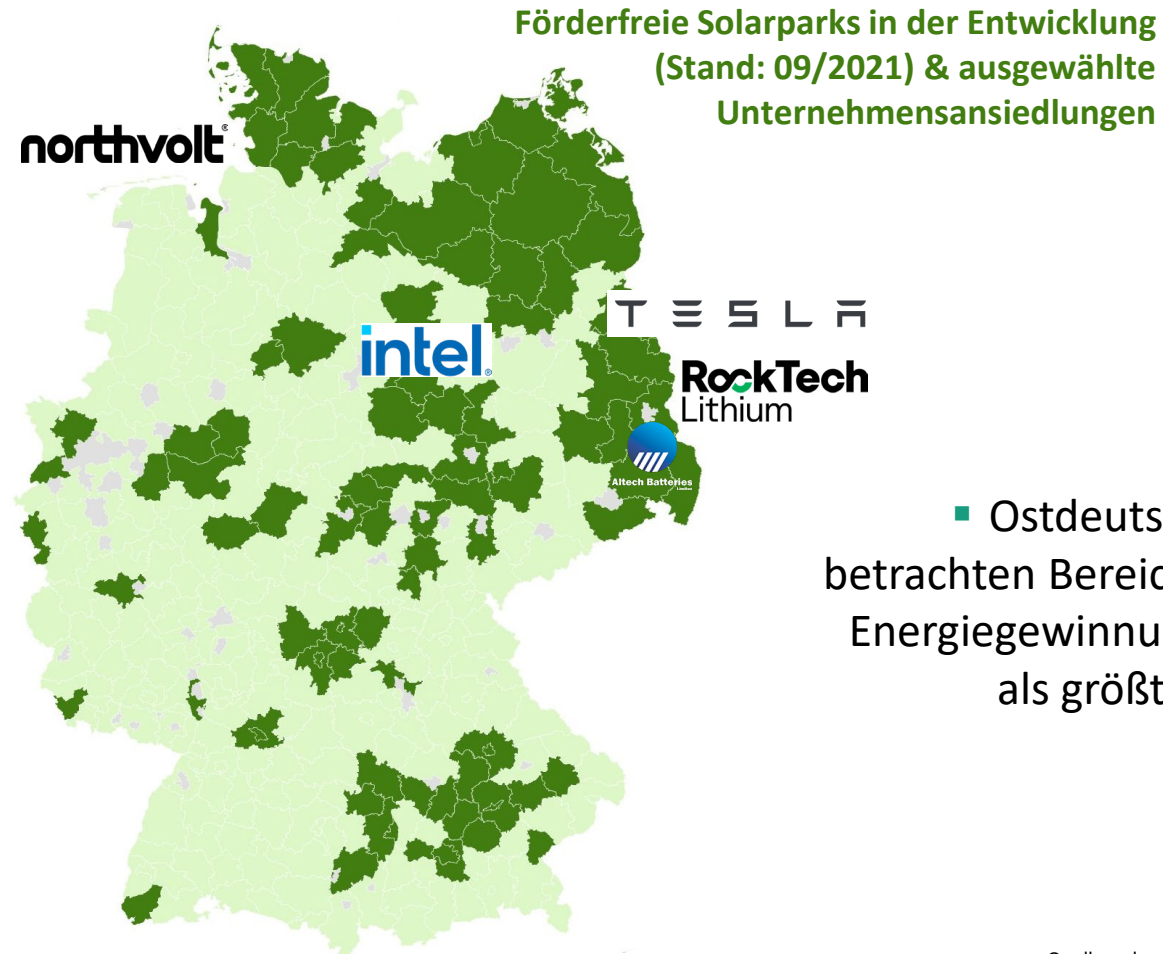 Förderfreie Solarparks in der Entwicklung
(Stand: 09/2021) & ausgewählte
Unternehmensansiedlungen
northvolt
TESLA
intel
RockTech
Lithium
Altech Batteries
Limited
▪ Ostdeuts
betrachten Bereic
Energiegewinnu
als größt